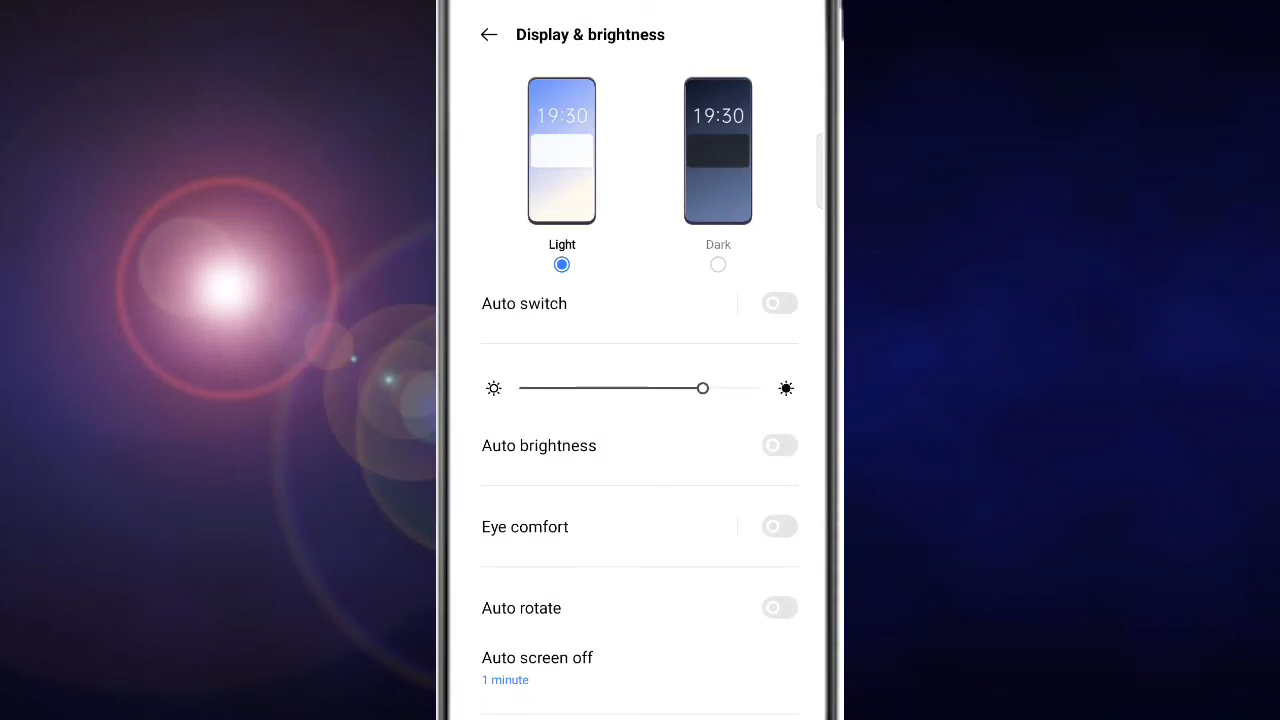 Display & brightness
19:30
19:30
Light
Dark
Auto switch
Auto brightness
Eye comfort
Auto rotate
Auto screen off
1 minute